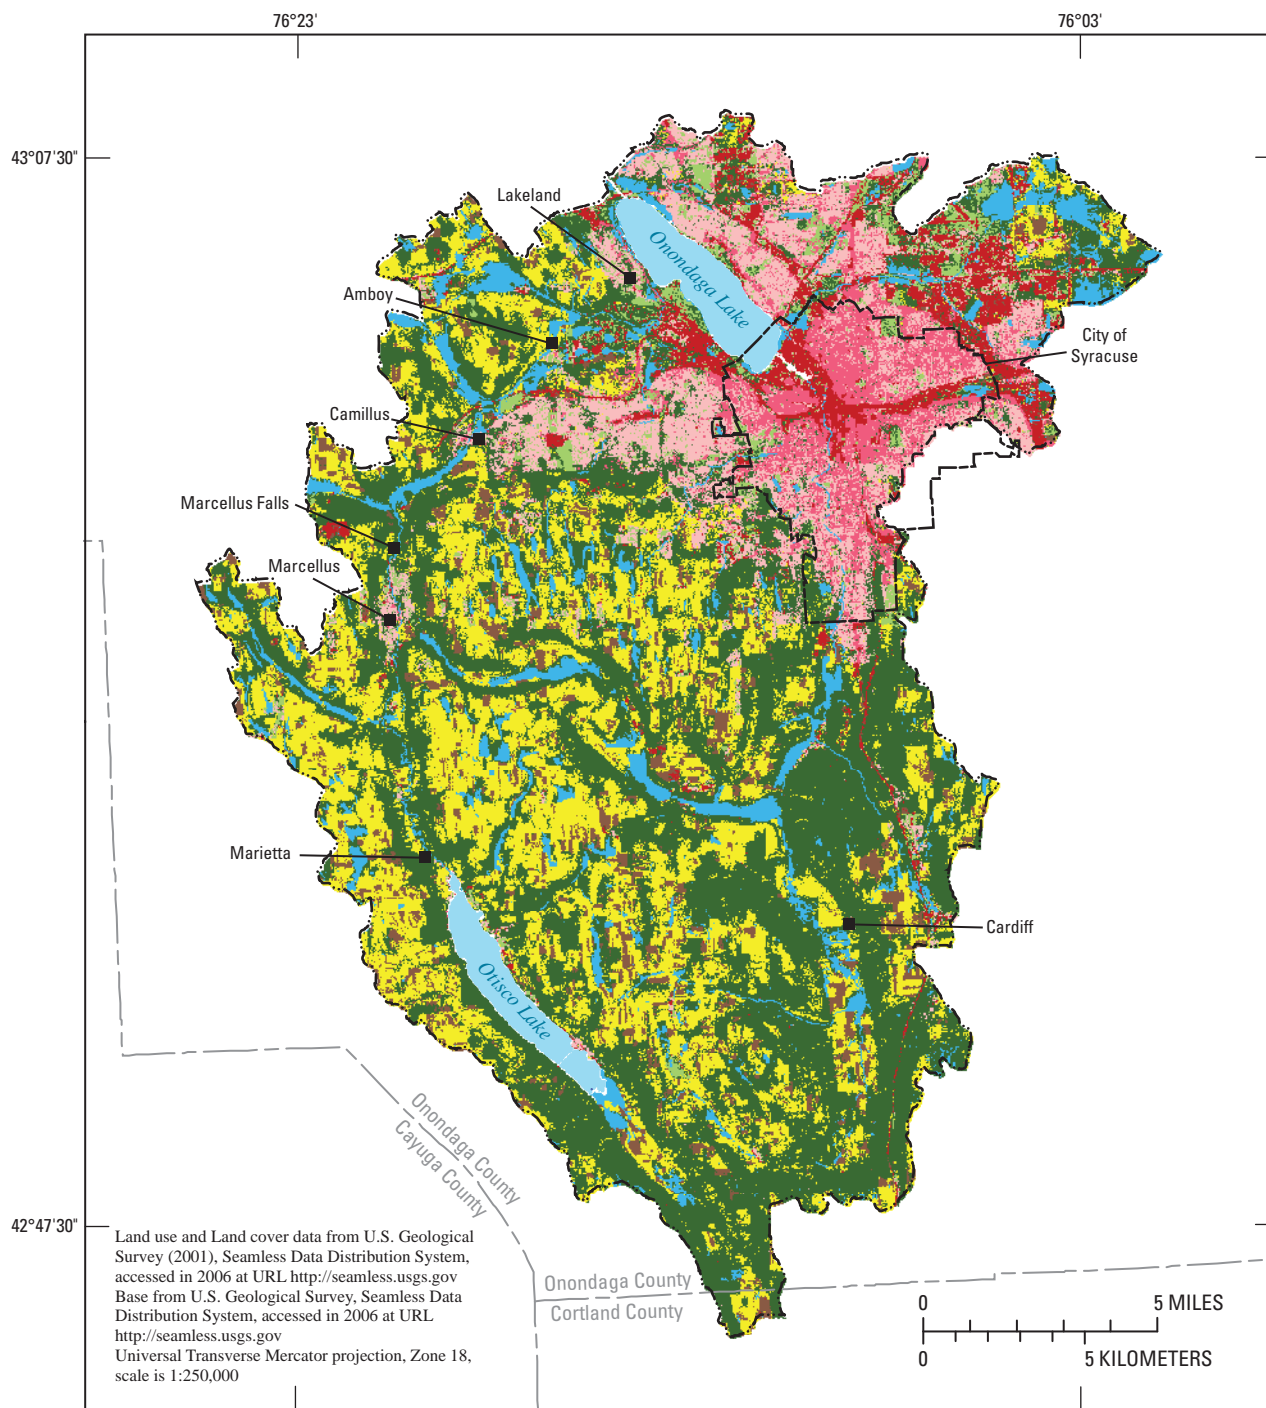 76°23'
76°03'
43°07'30"
Lakeland
Onondaga Lake
Amboy
City of
Syracuse
Camillus
Marcellus Falls
Marcellus
Marietta
Cardiff
Otisco Lake
Onondaga County
Cayuga County
42°47'30"
Land use and Land cover data from U.S. Geological
Survey (2001), Seamless Data Distribution System,
accessed in 2006 at URL http://seamless.usgs.gov
Base from U.S. Geological Survey, Seamless Data
Distribution System, accessed in 2006 at URL
http://seamless.usgs.gov
Universal Transverse Mercator projection, Zone 18,
scale is 1:250,000
Onondaga County
Cortland County
0 5 MILES
0 5 KILOMETERS